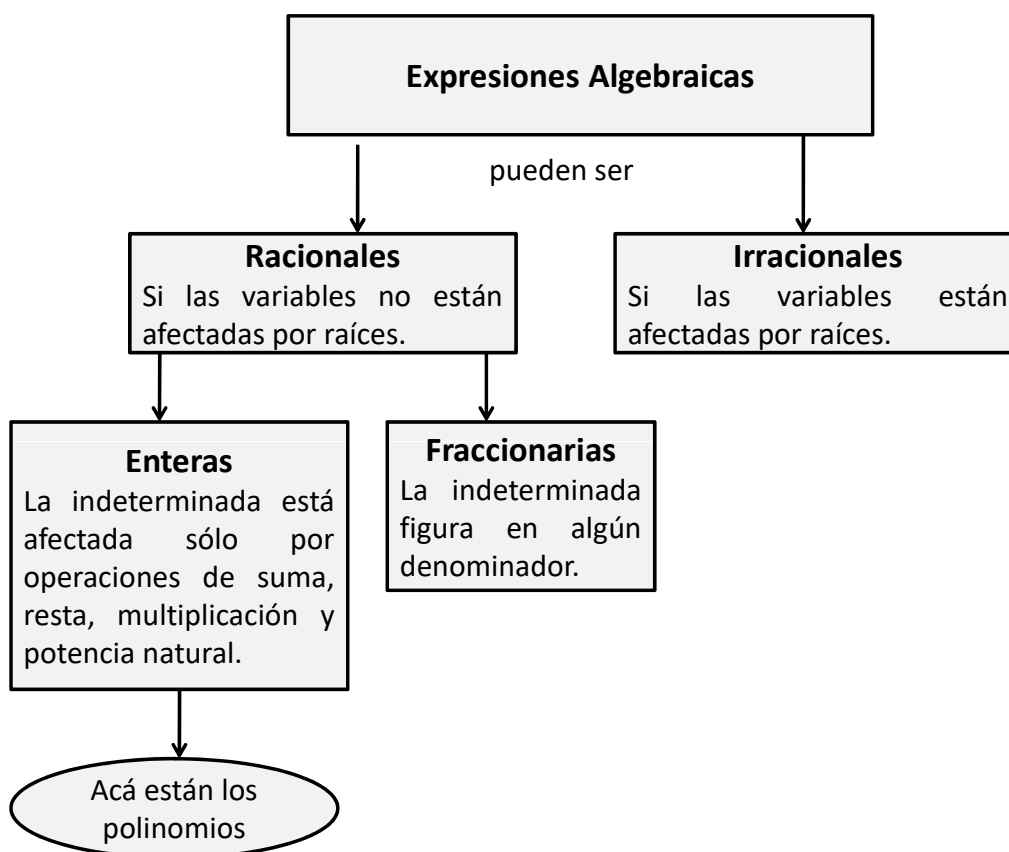 Expresiones Algebraicas
pueden ser
Racionales
Si las variables no están
afectadas por raíces.
Irracionales
Si las variables están
afectadas por raíces.
Enteras
La indeterminada está
afectada sólo por
operaciones de suma,
resta, multiplicación y
potencia natural.
Fraccionarias
La indeterminada
figura en algún
denominador.
Acá están los
polinomios